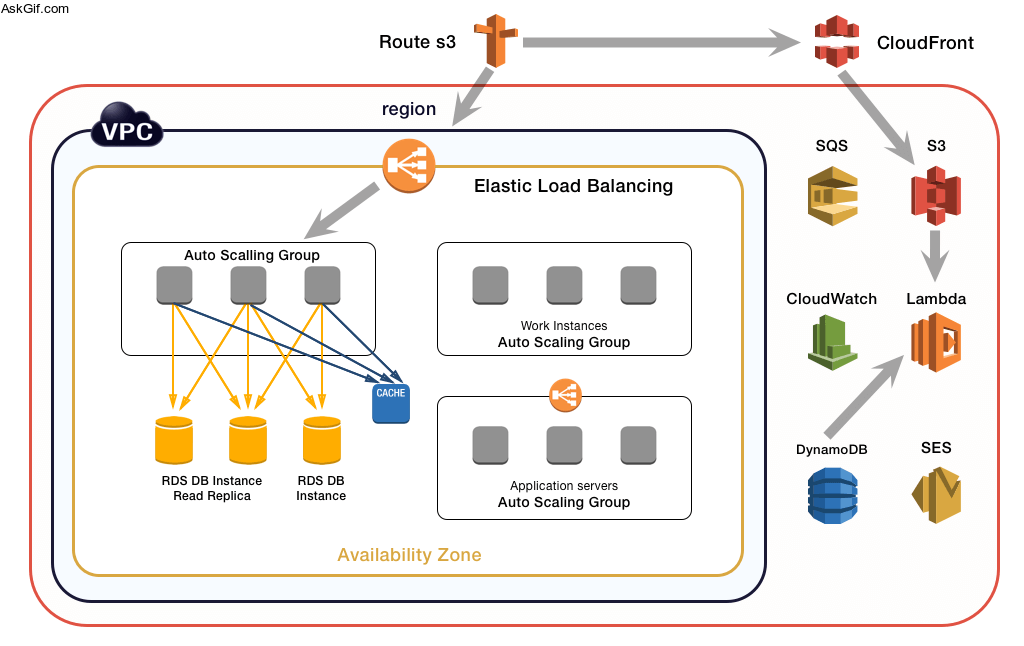 AskGif.com
Route s3
CloudFront
region
VPC
SQS
S3
Elastic Load Balancing
Auto Scalling Group
CloudWatch
Lambda
Work Instances
Auto Scaling Group
CACHE
DynamoDB
SES
RDS DB Instance
Read Replica
RDS DB
Instance
Application servers
Auto Scaling Group
Availability Zone